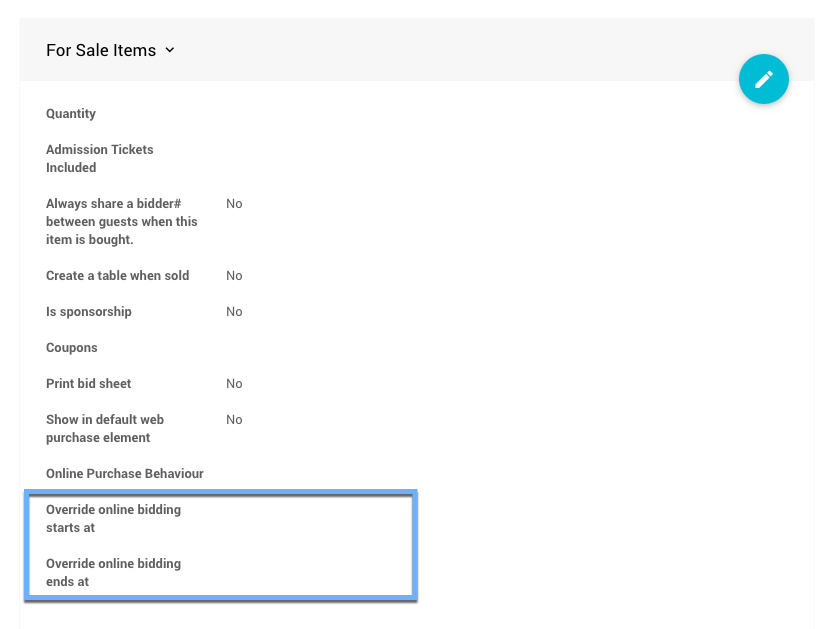 For Sale Items
Quantity
Admission Tickets
Included
Always share a bidder# No
between guests when this
item is bought.
Create a table when sold No
Is sponsorship No
Coupons
Print bid sheet No
Show in default web No
purchase element
Online Purchase Behaviour
Override online bidding
starts at
Override online bidding
ends at